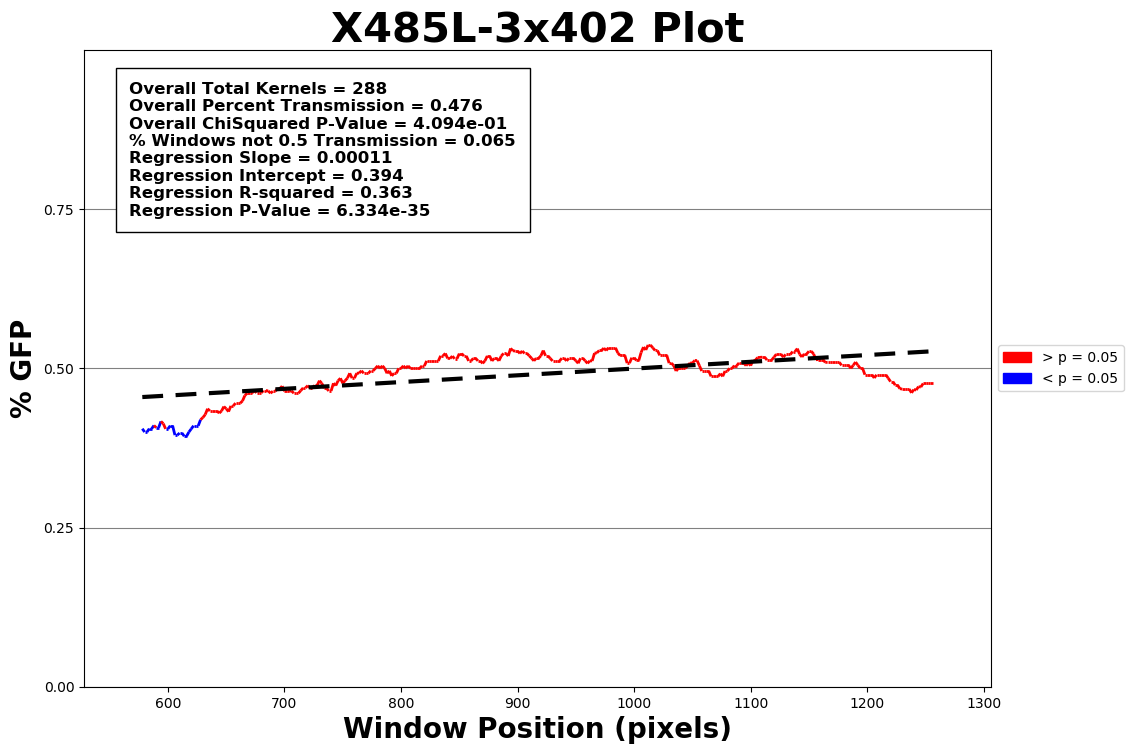 X485L-3x402 Plot
Overall Total Kernels = 288
Overall Percent Transmission = 0.476
Overall ChiSquared P-Value = 4.094e-01
% Windows not 0.5 Transmission = 0.065
Regression Slope = 0.00011
Regression Intercept = 0.394
Regression R-squared = 0.363
Regression P-Value = 6.334e-35
% GFP
0.75
0.50
0.25
0.00
> p = 0.05
< p = 0.05
600 700 800 900 1000 1100 1200 1300
Window Position (pixels)